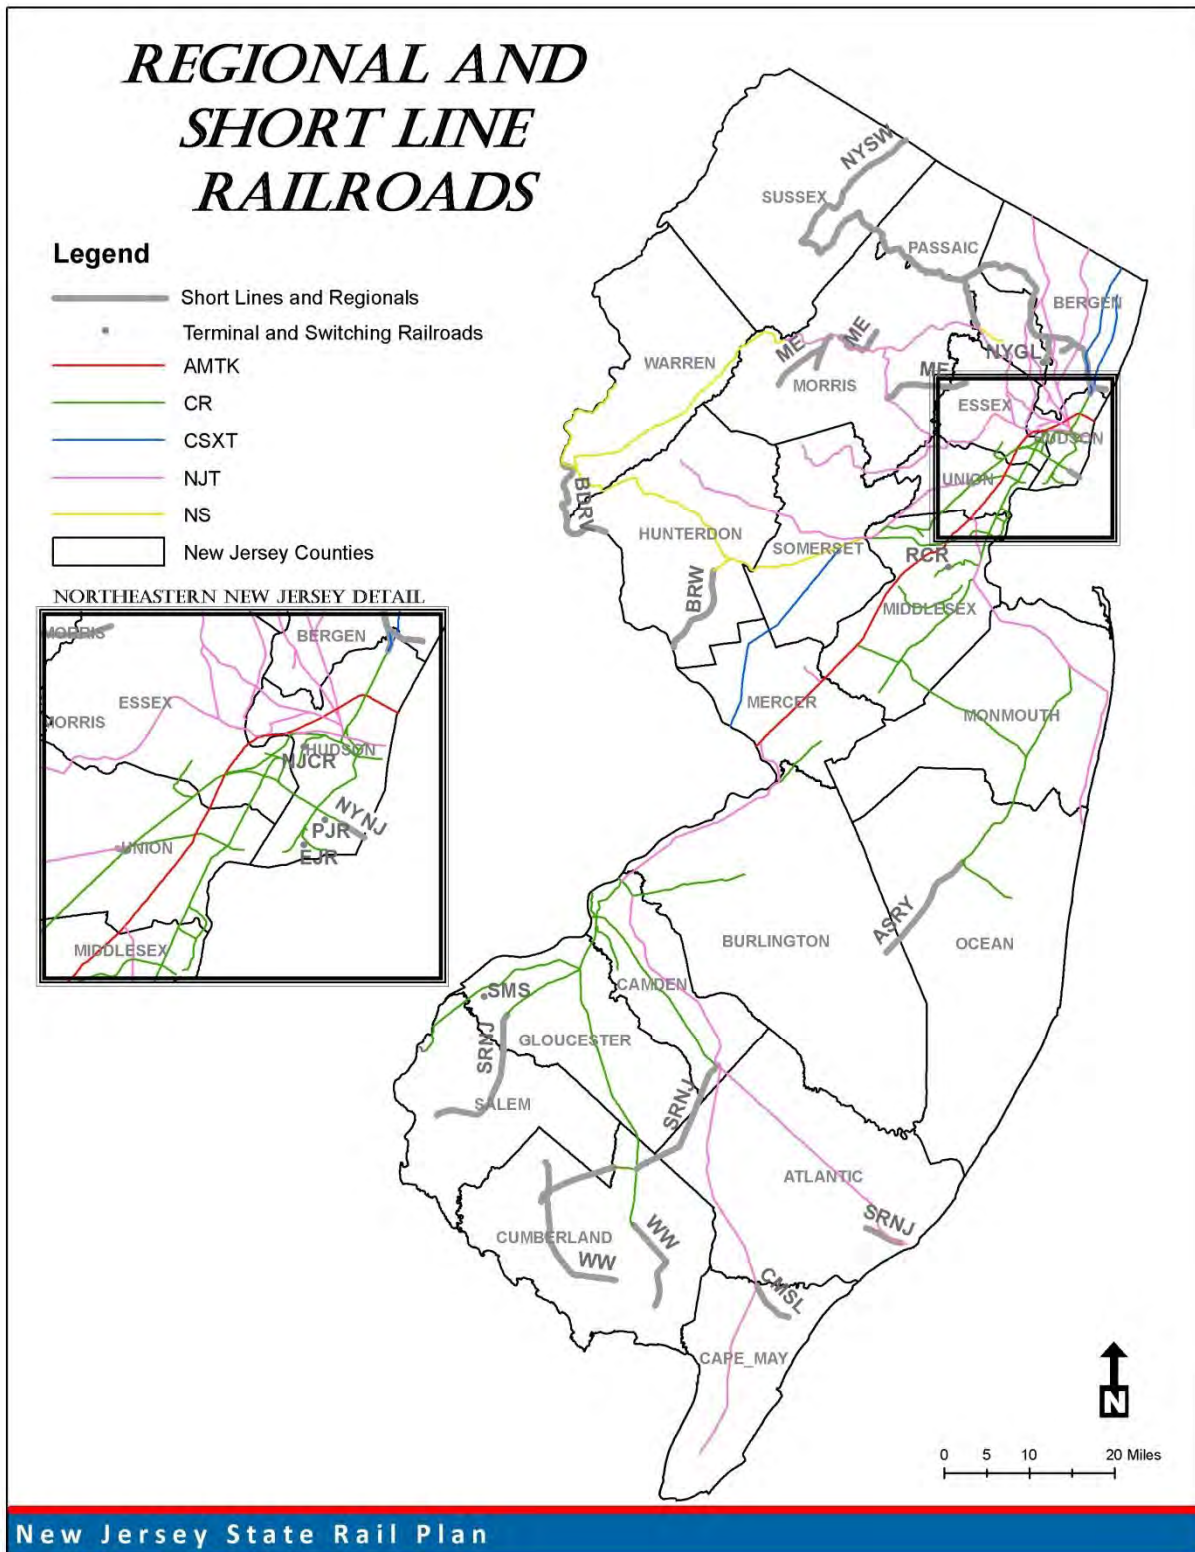 REGIONAL AND
SHORT LINE
RAILROADS
Legend
Short Lines and Regionals
Terminal and Switching Railroads
AMTK
CR
CSXT
NJT
NS
New Jersey Counties
NORTHEASTERN NEW JERSEY DETAIL
MORRIS
BERGEN
ESSEX
MORRIS
HUDSON
NJCR
NYNJ
PJR
EJR
UNION
MIDDLESEX
NYSW
SUSSEX
PASSAIC
BERGEN
WARREN
ME
ME
NYGL
MORRIS
ME
ESSEX
HUDSON
UNION
BDRV
HUNTERDON
SOMERSET
RCR
BRW
MIDDLESEX
MERCER
MONMOUTH
ASRY
BURLINGTON
OCEAN
CAMDEN
SMS
SRNJ
GLOUCESTER
SALEM
SRNJ
ATLANTIC
SRNJ
CUMBERLAND
WW
WW
CMSL
CAPE_MAY
N
0 5 10 20 Miles
New Jersey State Rail Plan